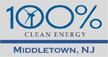 100%
CLEAN ENERGY
MIDDLETOWN, NJ